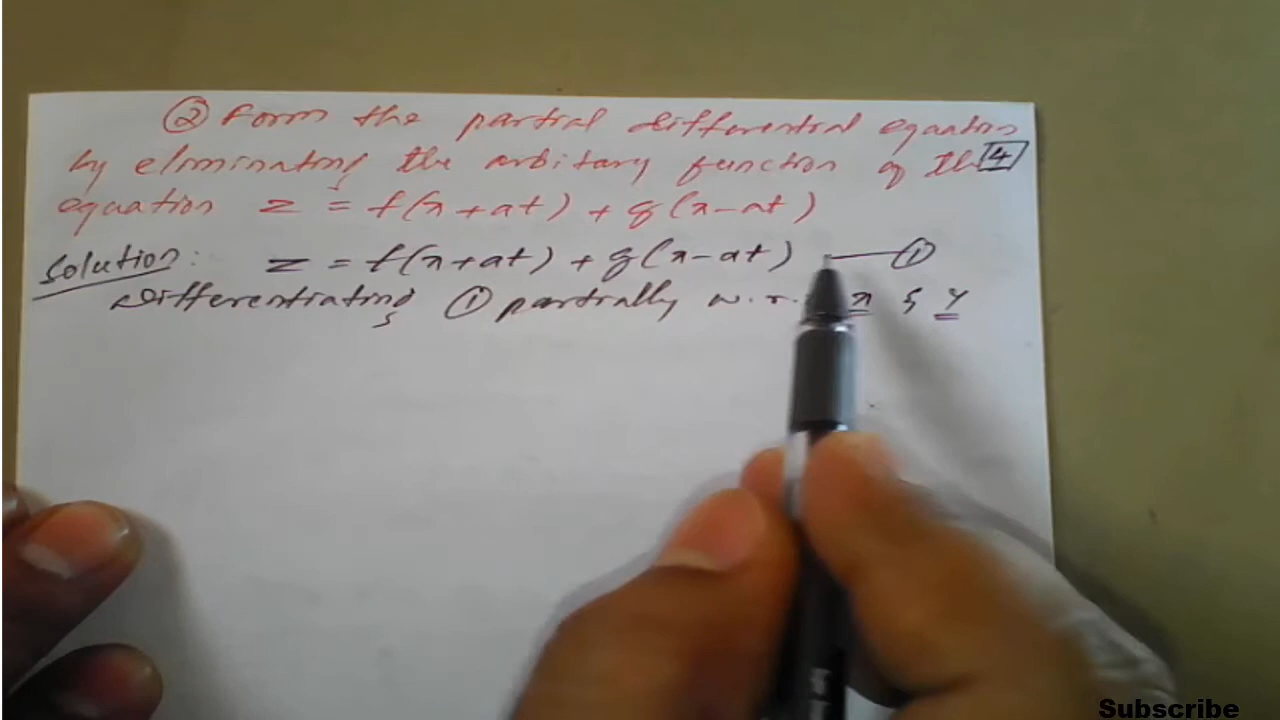 ② Form the partial differential equation
by eliminating the arbitary function of the
4
equation z = f(x+at) + g(x-at)
Solution: z = f(x+at) + g(x-at) — ①
Differentiating ① partially w.r. x & y
Subscribe